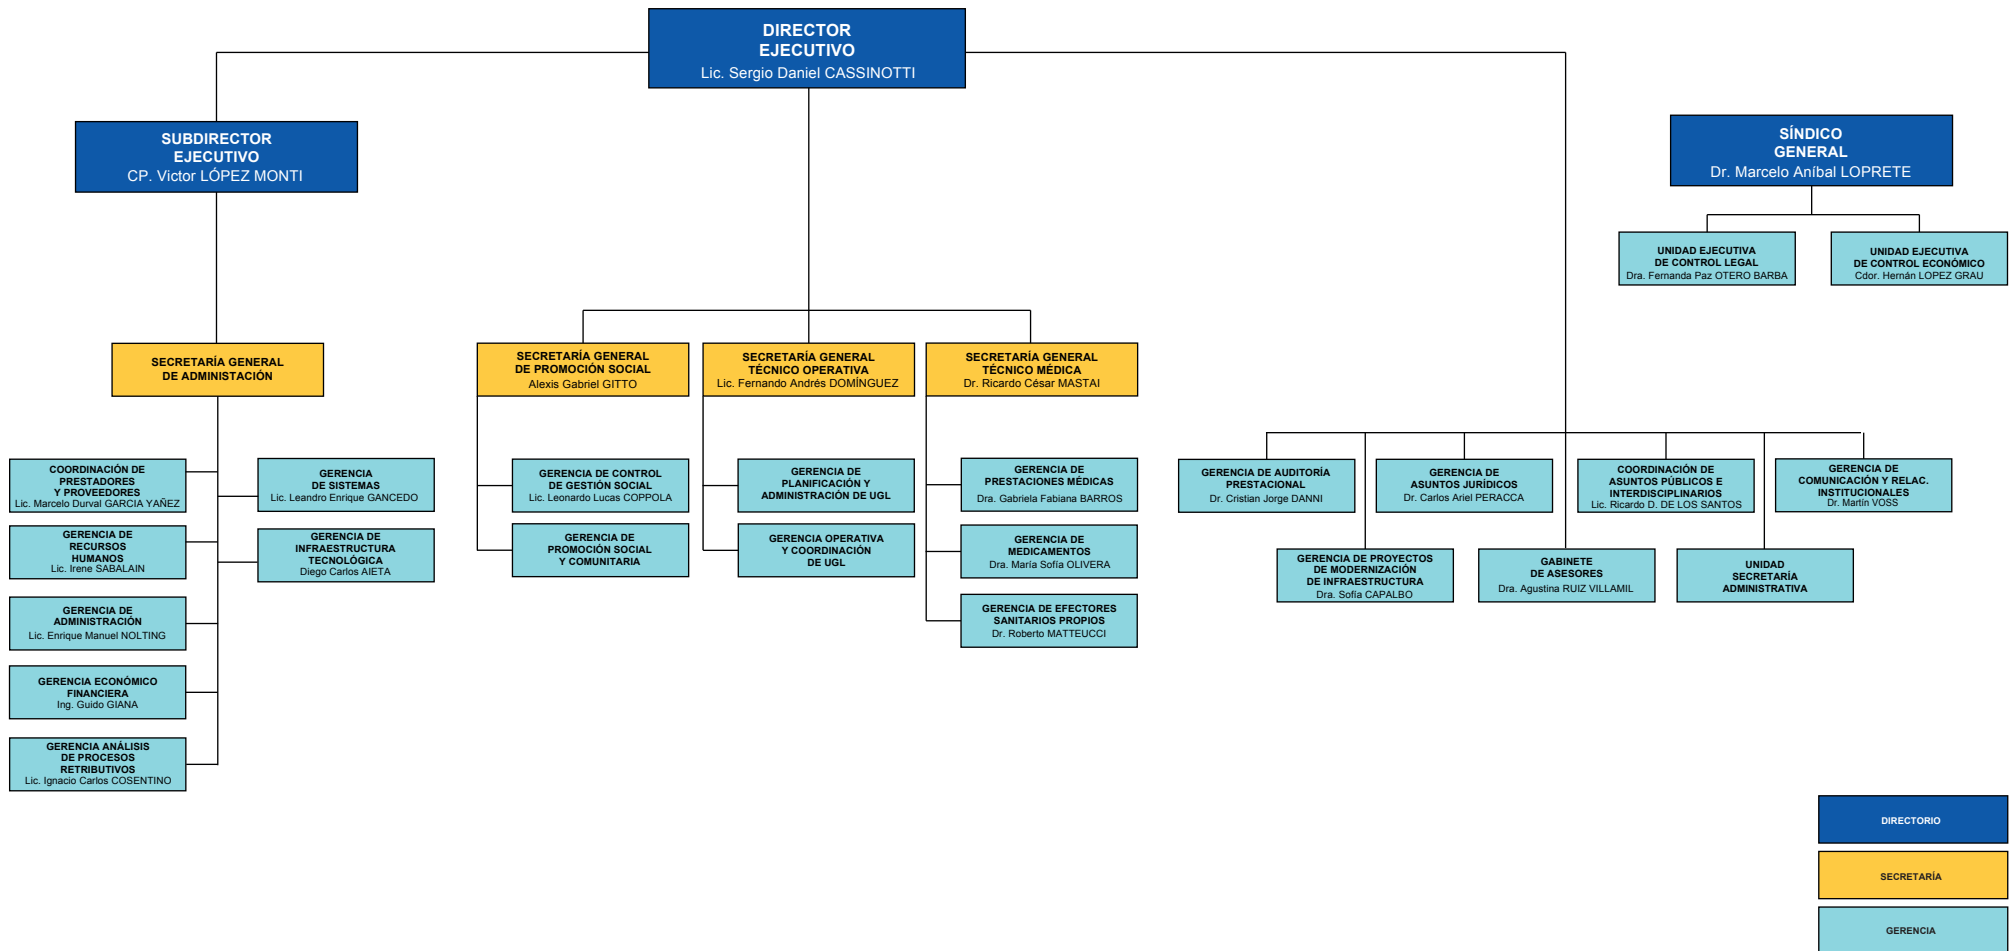 DIRECTOR
EJECUTIVO
Lic. Sergio Daniel CASSINOTTI
SUBDIRECTOR
EJECUTIVO
CP. Victor LÓPEZ MONTI
SÍNDICO
GENERAL
Dr. Marcelo Aníbal LOPRETE
UNIDAD EJECUTIVA
DE CONTROL LEGAL
Dra. Fernanda Paz OTERO BARBA
UNIDAD EJECUTIVA
DE CONTROL ECONÓMICO
Cdor. Hernán LOPEZ GRAU
SECRETARÍA GENERAL
DE ADMINISTACIÓN
SECRETARÍA GENERAL
DE PROMOCIÓN SOCIAL
Alexis Gabriel GITTO
SECRETARÍA GENERAL
TÉCNICO OPERATIVA
Lic. Fernando Andrés DOMÍNGUEZ
SECRETARÍA GENERAL
TÉCNICO MÉDICA
Dr. Ricardo César MASTAI
COORDINACIÓN DE
PRESTADORES
Y PROVEEDORES
Lic. Marcelo Durval GARCIA YAÑEZ
GERENCIA
DE SISTEMAS
Lic. Leandro Enrique GANCEDO
GERENCIA DE
RECURSOS
HUMANOS
Lic. Irene SABALAIN
GERENCIA DE
INFRAESTRUCTURA
TECNOLÓGICA
Diego Carlos AIETA
GERENCIA DE
ADMINISTRACIÓN
Lic. Enrique Manuel NOLTING
GERENCIA ECONÓMICO
FINANCIERA
Ing. Guido GIANA
GERENCIA ANÁLISIS
DE PROCESOS
RETRIBUTIVOS
Lic. Ignacio Carlos COSENTINO
GERENCIA DE CONTROL
DE GESTIÓN SOCIAL
Lic. Leonardo Lucas COPPOLA
GERENCIA DE
PROMOCIÓN SOCIAL
Y COMUNITARIA
GERENCIA DE
PLANIFICACIÓN Y
ADMINISTRACIÓN DE UGL
GERENCIA OPERATIVA
Y COORDINACIÓN
DE UGL
GERENCIA DE
PRESTACIONES MÉDICAS
Dra. Gabriela Fabiana BARROS
GERENCIA DE
MEDICAMENTOS
Dra. María Sofía OLIVERA
GERENCIA DE EFECTORES
SANITARIOS PROPIOS
Dr. Roberto MATTEUCCI
GERENCIA DE AUDITORÍA
PRESTACIONAL
Dr. Cristian Jorge DANNI
GERENCIA DE
ASUNTOS JURÍDICOS
Dr. Carlos Ariel PERACCA
COORDINACIÓN DE
ASUNTOS PÚBLICOS E
INTERDISCIPLINARIOS
Lic. Ricardo D. DE LOS SANTOS
GERENCIA DE
COMUNICACIÓN Y RELAC.
INSTITUCIONALES
Dr. Martín VOSS
GERENCIA DE PROYECTOS
DE MODERNIZACIÓN
DE INFRAESTRUCTURA
Dra. Sofía CAPALBO
GABINETE
DE ASESORES
Dra. Agustina RUIZ VILLAMIL
UNIDAD
SECRETARÍA
ADMINISTRATIVA
DIRECTORIO
SECRETARÍA
GERENCIA